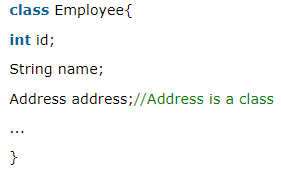 class Employee{
int id;
String name;
Address address;//Address is a class
...
}